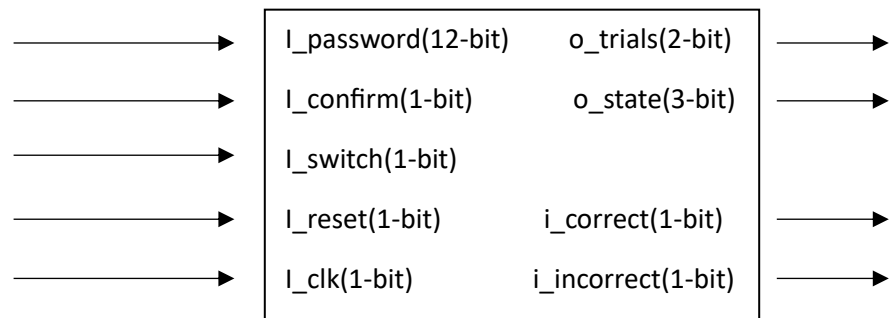 I_password(12-bit) o_trials(2-bit)
I_confirm(1-bit) o_state(3-bit)
I_switch(1-bit)
I_reset(1-bit) i_correct(1-bit)
I_clk(1-bit) i_incorrect(1-bit)